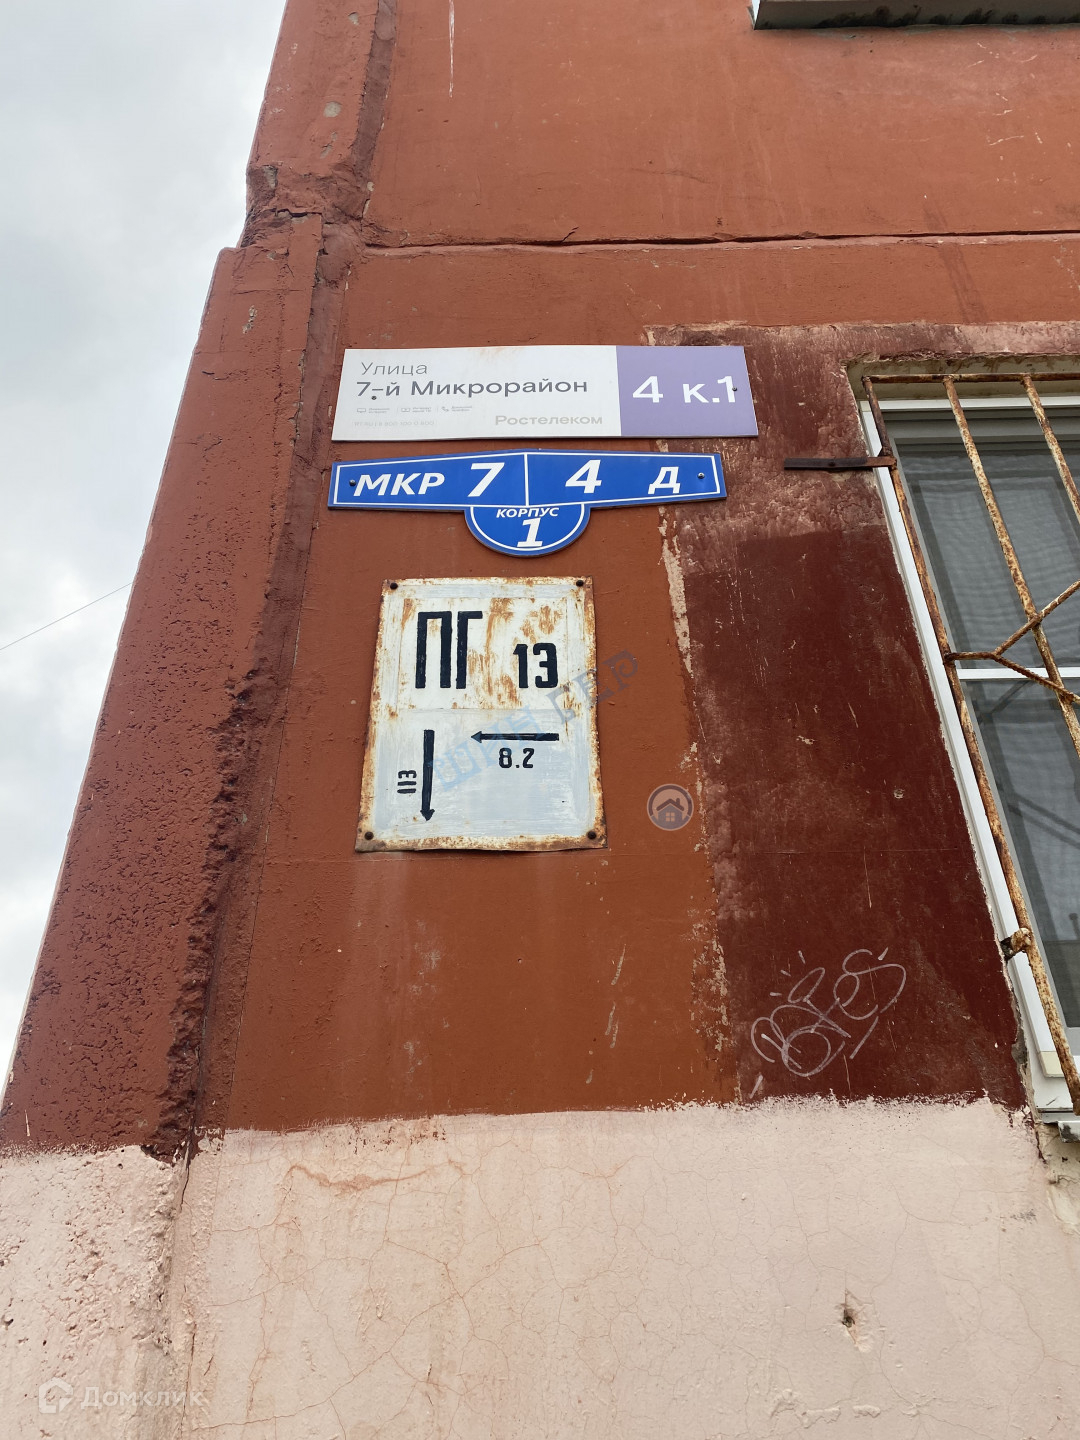 Улица
7-й Микрорайон
4 к.1
Ростелеком
МКР 7 4 Д
КОРПУС
1
ПГ 13
8.2
113
Домклик